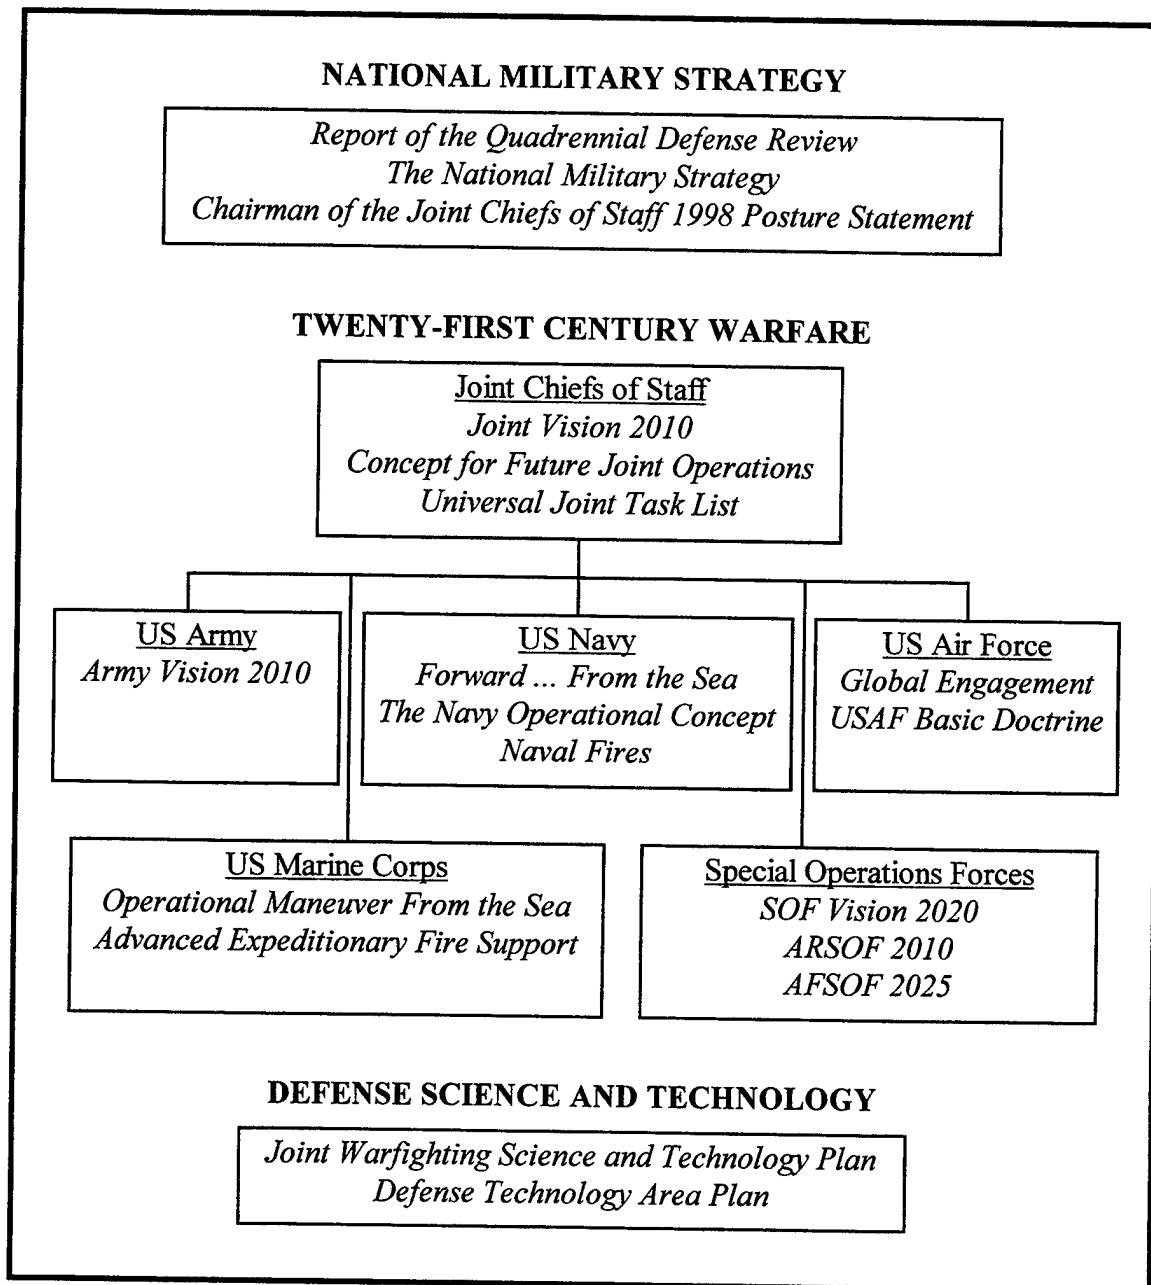 NATIONAL MILITARY STRATEGY
Report of the Quadrennial Defense Review
The National Military Strategy
Chairman of the Joint Chiefs of Staff 1998 Posture Statement
TWENTY-FIRST CENTURY WARFARE
Joint Chiefs of Staff
Joint Vision 2010
Concept for Future Joint Operations
Universal Joint Task List
US Army
Army Vision 2010
US Navy
Forward ... From the Sea
The Navy Operational Concept
Naval Fires
US Air Force
Global Engagement
USAF Basic Doctrine
US Marine Corps
Operational Maneuver From the Sea
Advanced Expeditionary Fire Support
Special Operations Forces
SOF Vision 2020
ARSOF 2010
AFSOF 2025
DEFENSE SCIENCE AND TECHNOLOGY
Joint Warfighting Science and Technology Plan
Defense Technology Area Plan